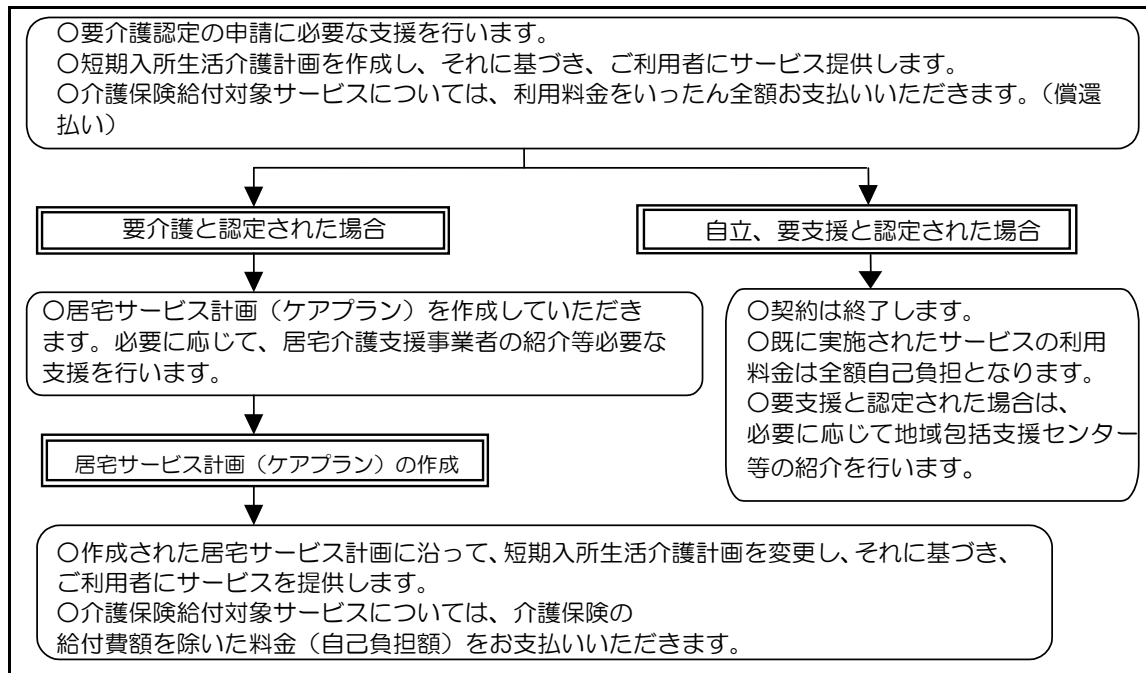 〇要介護認定の申請に必要な支援を行います。
〇短期入所生活介護計画を作成し、それに基づき、ご利用者にサービス提供します。
〇介護保険給付対象サービスについては、利用料金をいったん全額お支払いいただきます。（償還
払い）
要介護と認定された場合
自立、要支援と認定された場合
〇居宅サービス計画（ケアプラン）を作成していただき
ます。必要に応じて、居宅介護支援事業者の紹介等必要な
支援を行います。
〇契約は終了します。
〇既に実施されたサービスの利用
料金は全額自己負担となります。
〇要支援と認定された場合は、
必要に応じて地域包括支援センター
等の紹介を行います。
居宅サービス計画（ケアプラン）の作成
〇作成された居宅サービス計画に沿って、短期入所生活介護計画を変更し、それに基づき、
ご利用者にサービスを提供します。
〇介護保険給付対象サービスについては、介護保険の
給付費額を除いた料金（自己負担額）をお支払いいただきます。